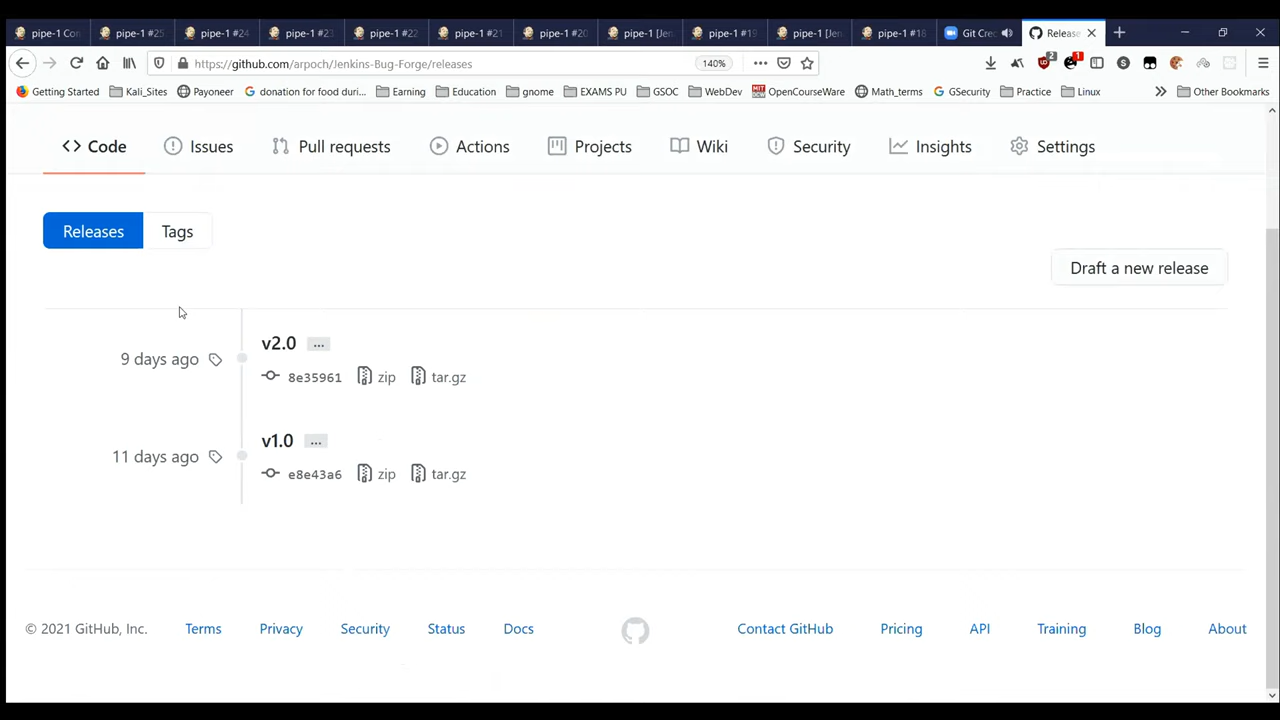 pipe-1 Con
pipe-1 #25
pipe-1 #24
pipe-1 #23
pipe-1 #22
pipe-1 #21
pipe-1 #20
pipe-1 [Jen
pipe-1 #19
pipe-1 [Jen
pipe-1 #18
Git Crec
Release
https://github.com/arpoch/Jenkins-Bug-Forge/releases
140%
2
1
Getting Started
Kali_Sites
Payoneer
donation for food duri...
Earning
Education
gnome
EXAMS PU
GSOC
WebDev
OpenCourseWare
Math_terms
GSecurity
Practice
Linux
Other Bookmarks
Code
Issues
Pull requests
Actions
Projects
Wiki
Security
Insights
Settings
Releases
Tags
Draft a new release
v2.0 ...
9 days ago
8e35961 zip tar.gz
v1.0 ...
11 days ago
e8e43a6 zip tar.gz
© 2021 GitHub, Inc.
Terms
Privacy
Security
Status
Docs
Contact GitHub
Pricing
API
Training
Blog
About